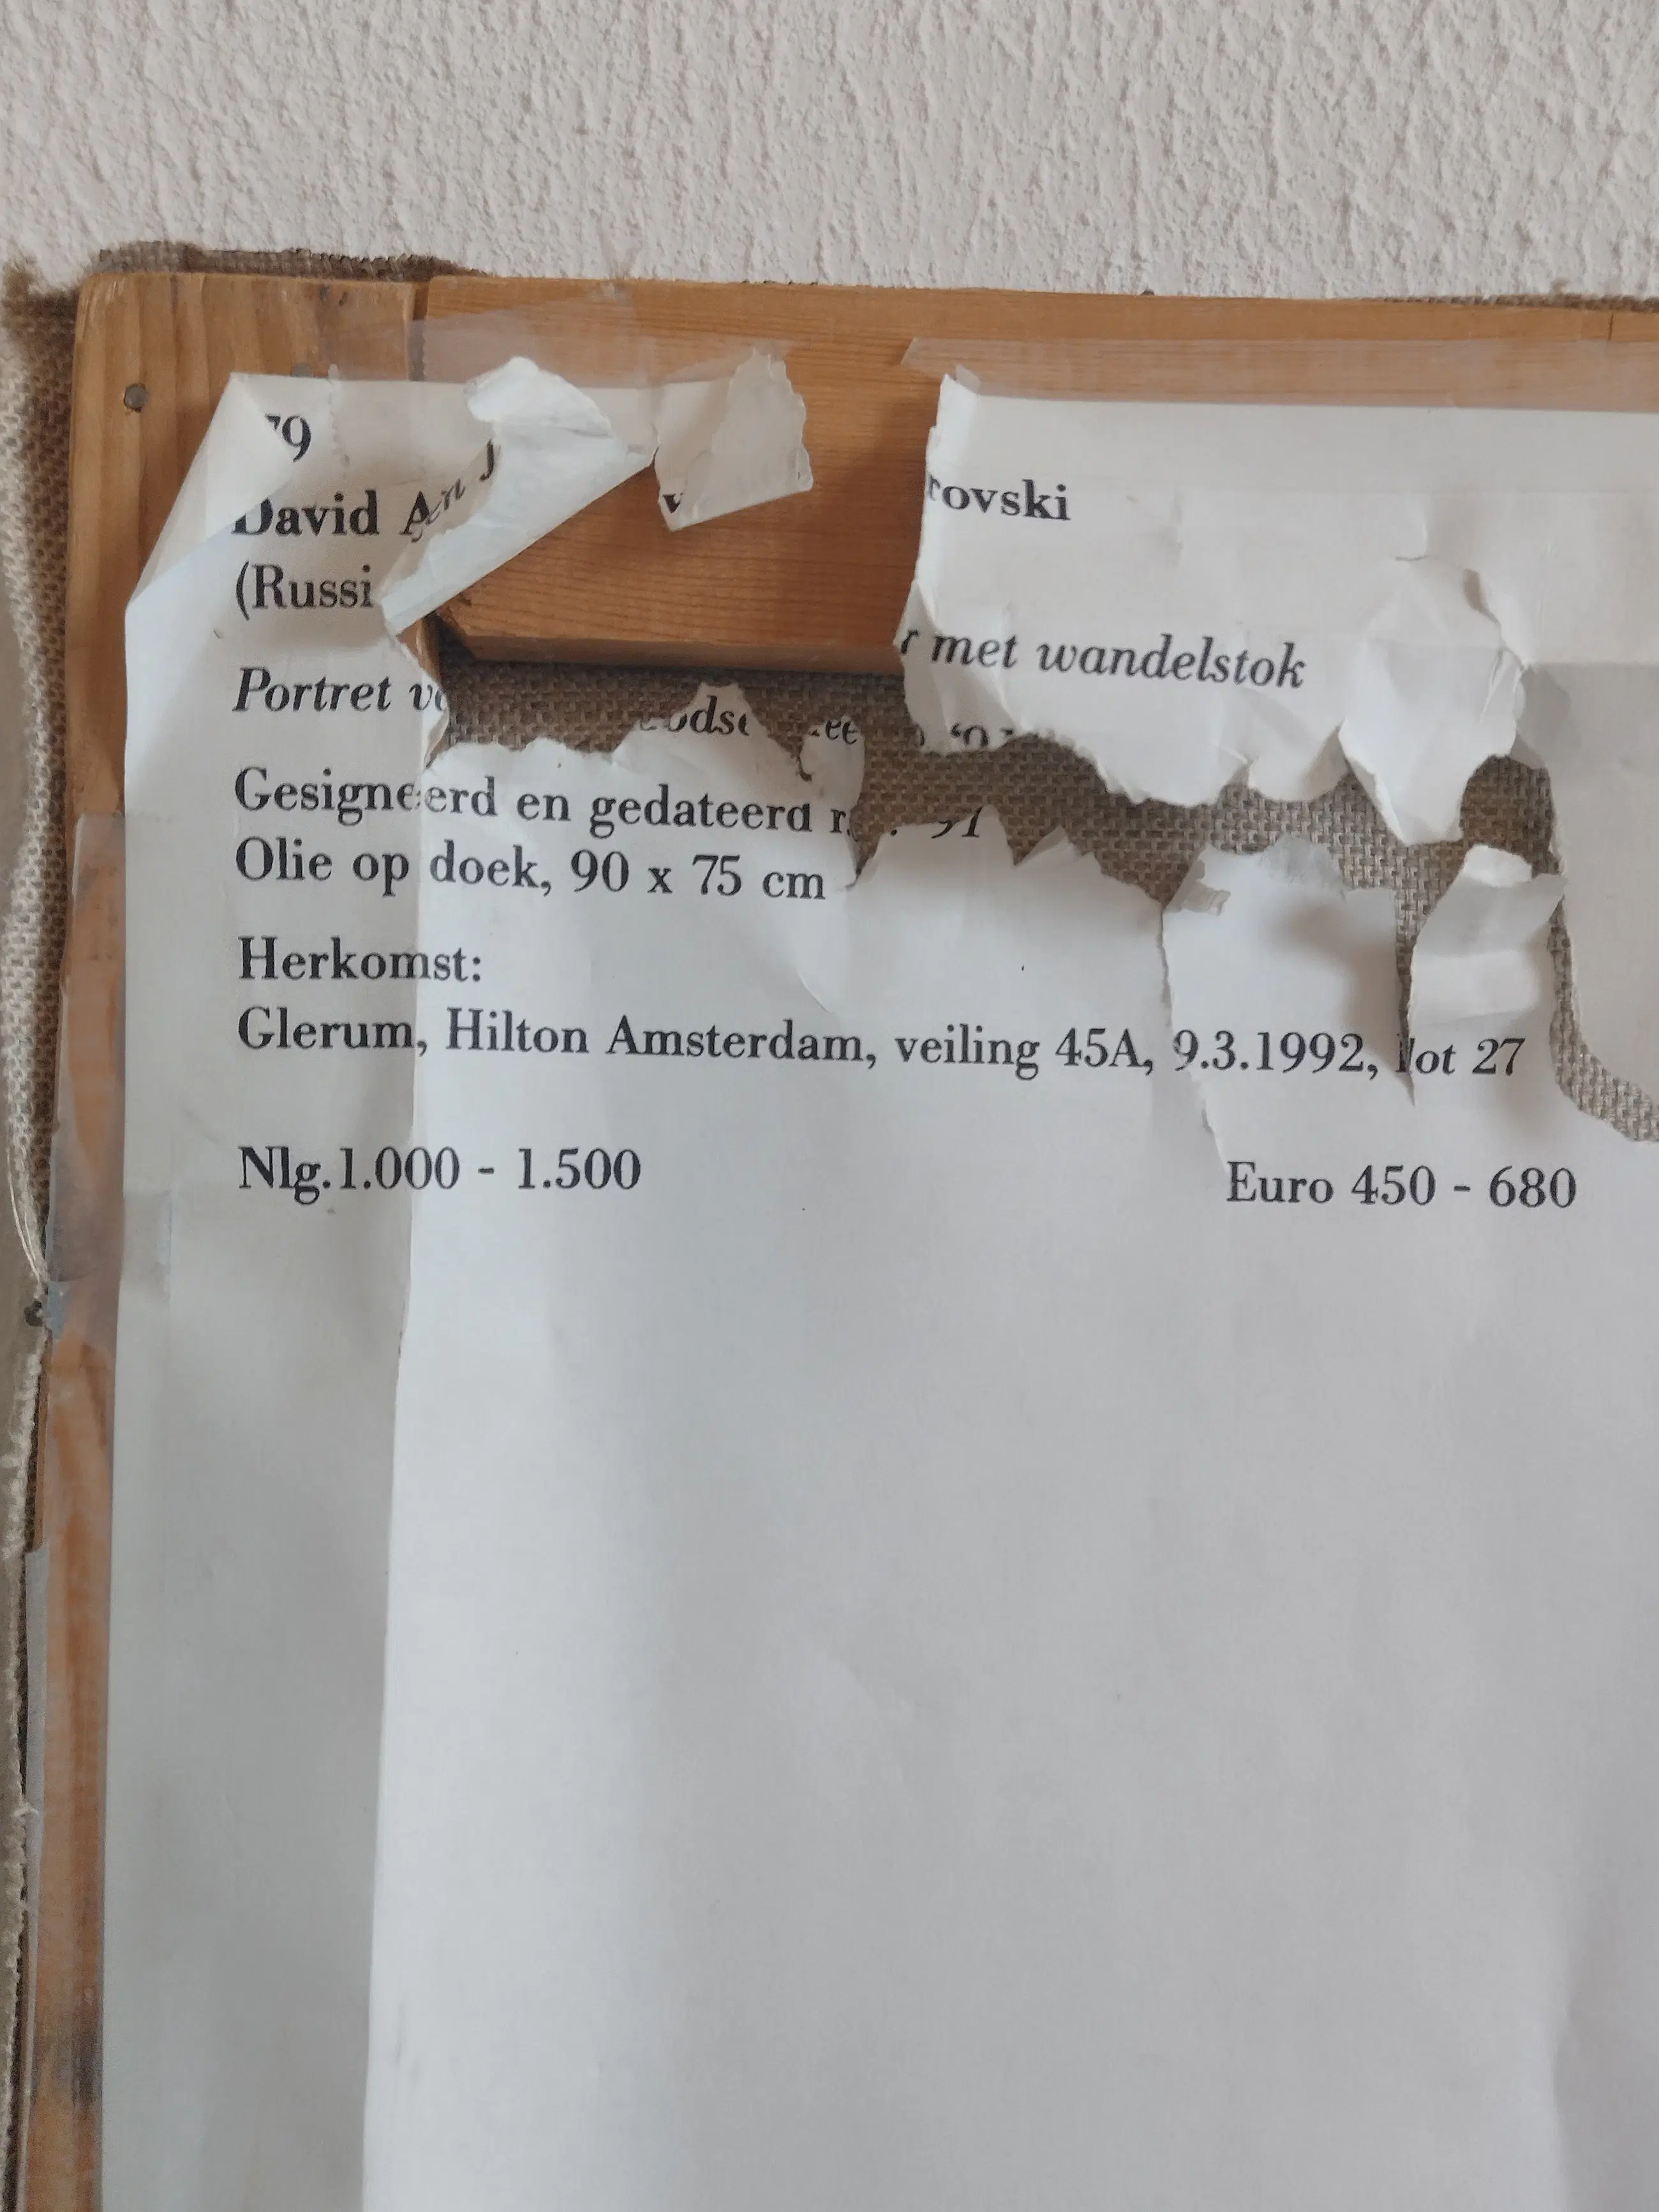 79
David
rovski
(Russi
Portret
met wandelstok
Gesigneerd en gedateerd
Olie op doek, 90 x 75 cm
Herkomst:
Glerum, Hilton Amsterdam, veiling 45A, 9.3.1992, lot 27
Nlg.1.000 - 1.500
Euro 450 - 680